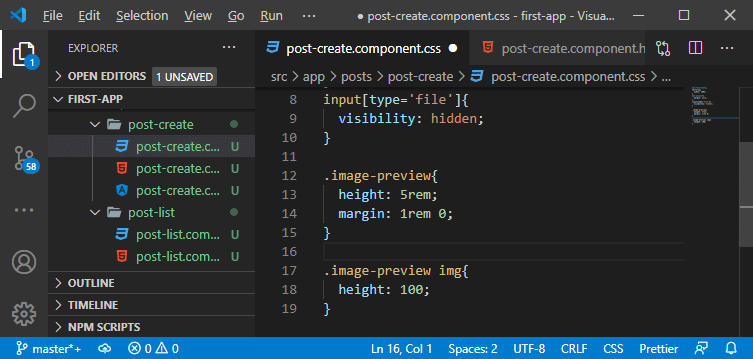 File Edit Selection View Go Run ··· ● post-create.component.css - first-app - Visua...
EXPLORER ···
OPEN EDITORS 1 UNSAVED
FIRST-APP
post-create
post-create.c... U
post-create.c... U
post-create.c... U
post-list
post-list.com... U
post-list.com... U
OUTLINE
TIMELINE
NPM SCRIPTS
1
58
post-create.component.css ● post-create.component.h
src > app > posts > post-create > post-create.component.css > ...
8 input[type='file']{
9 visibility: hidden;
10 }
11
12 .image-preview{
13 height: 5rem;
14 margin: 1rem 0;
15 }
16
17 .image-preview img{
18 height: 100;
19 }
master*+ 0 0 Ln 16, Col 1 Spaces: 2 UTF-8 CRLF CSS Prettier